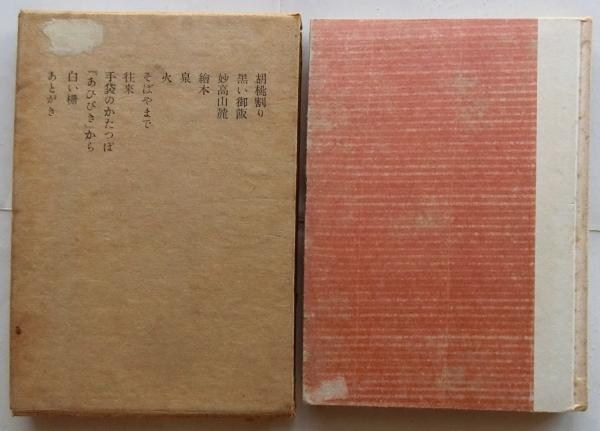 胡桃割り
黒い御飯
妙高山麓
繪本
泉
火
そばやまで
往来
手袋のかたつぽ
『あひびき』から
白い柵
あとがき